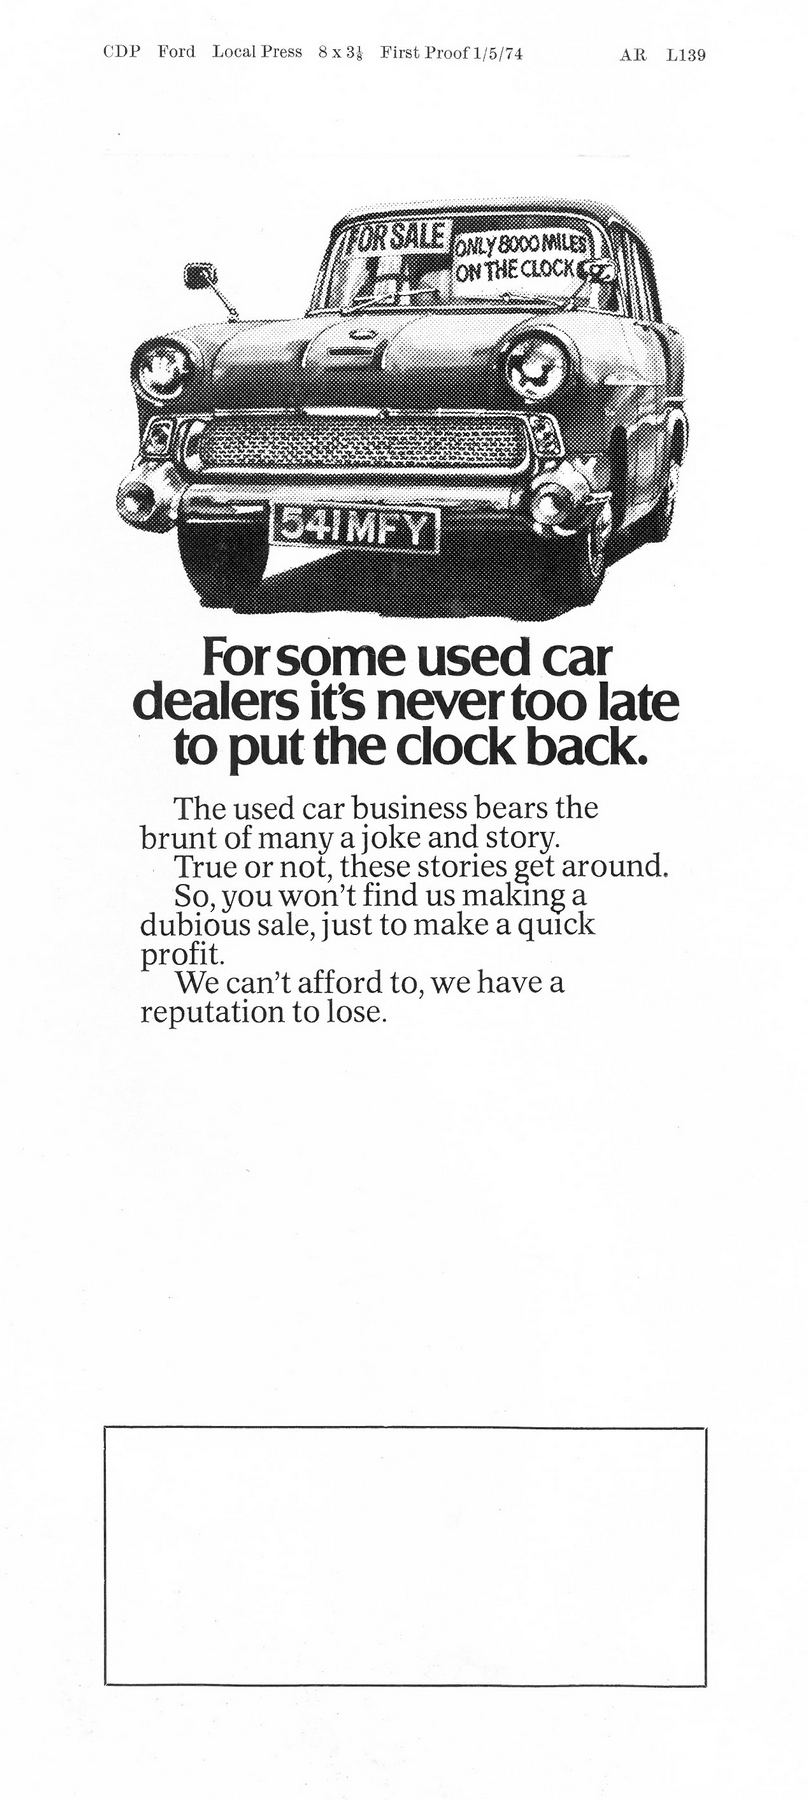 CDP Ford Local Press 8 x 3⅛ First Proof 1/5/74 AR L139
FOR SALE
ONLY 8000 MILES
ON THE CLOCK
541 MFY
For some used car
dealers it's never too late
to put the clock back.
The used car business bears the
brunt of many a joke and story.
True or not, these stories get around.
So, you won't find us making a
dubious sale, just to make a quick
profit.
We can't afford to, we have a
reputation to lose.